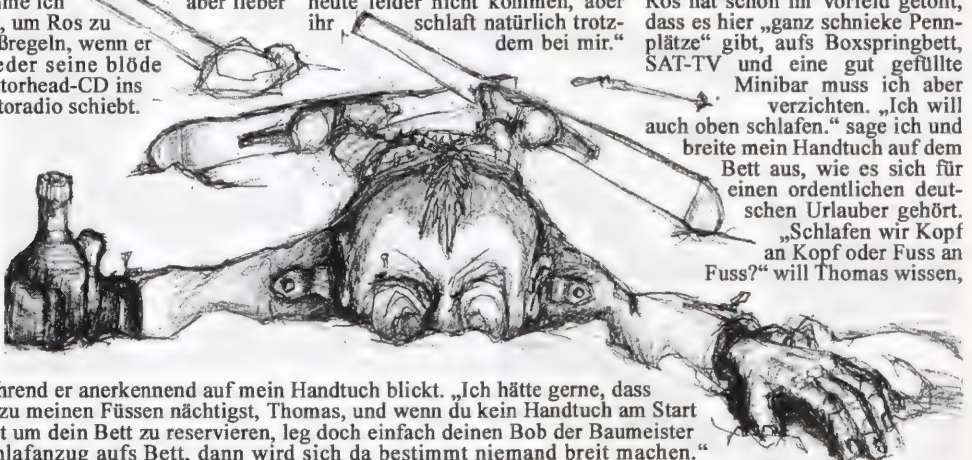 me ich
, um Ros zu
ßregeln, wenn er
eder seine blöde
torhead-CD ins
toradio schiebt.
aber lieber
heute leider nicht kommen, aber
ihr schlaft natürlich trotz-
dem bei mir.“
Ros hat schon im Vorfeld getönt,
dass es hier „ganz schnieke Penn-
plätze“ gibt, aufs Boxspringbett,
SAT-TV und eine gut gefüllte
Minibar muss ich aber
verzichten. „Ich will
auch oben schlafen.“ sage ich und
breite mein Handtuch auf dem
Bett aus, wie es sich für
einen ordentlichen deut-
schen Urlauber gehört.
„Schlafen wir Kopf
an Kopf oder Fuss an
Fuss?“ will Thomas wissen,
hrend er anerkennend auf mein Handtuch blickt. „Ich hätte gerne, dass
zu meinen Füssen nächtigst, Thomas, und wenn du kein Handtuch am Start
t um dein Bett zu reservieren, leg doch einfach deinen Bob der Baumeister
hlafanzug aufs Bett, dann wird sich da bestimmt niemand breit machen.“